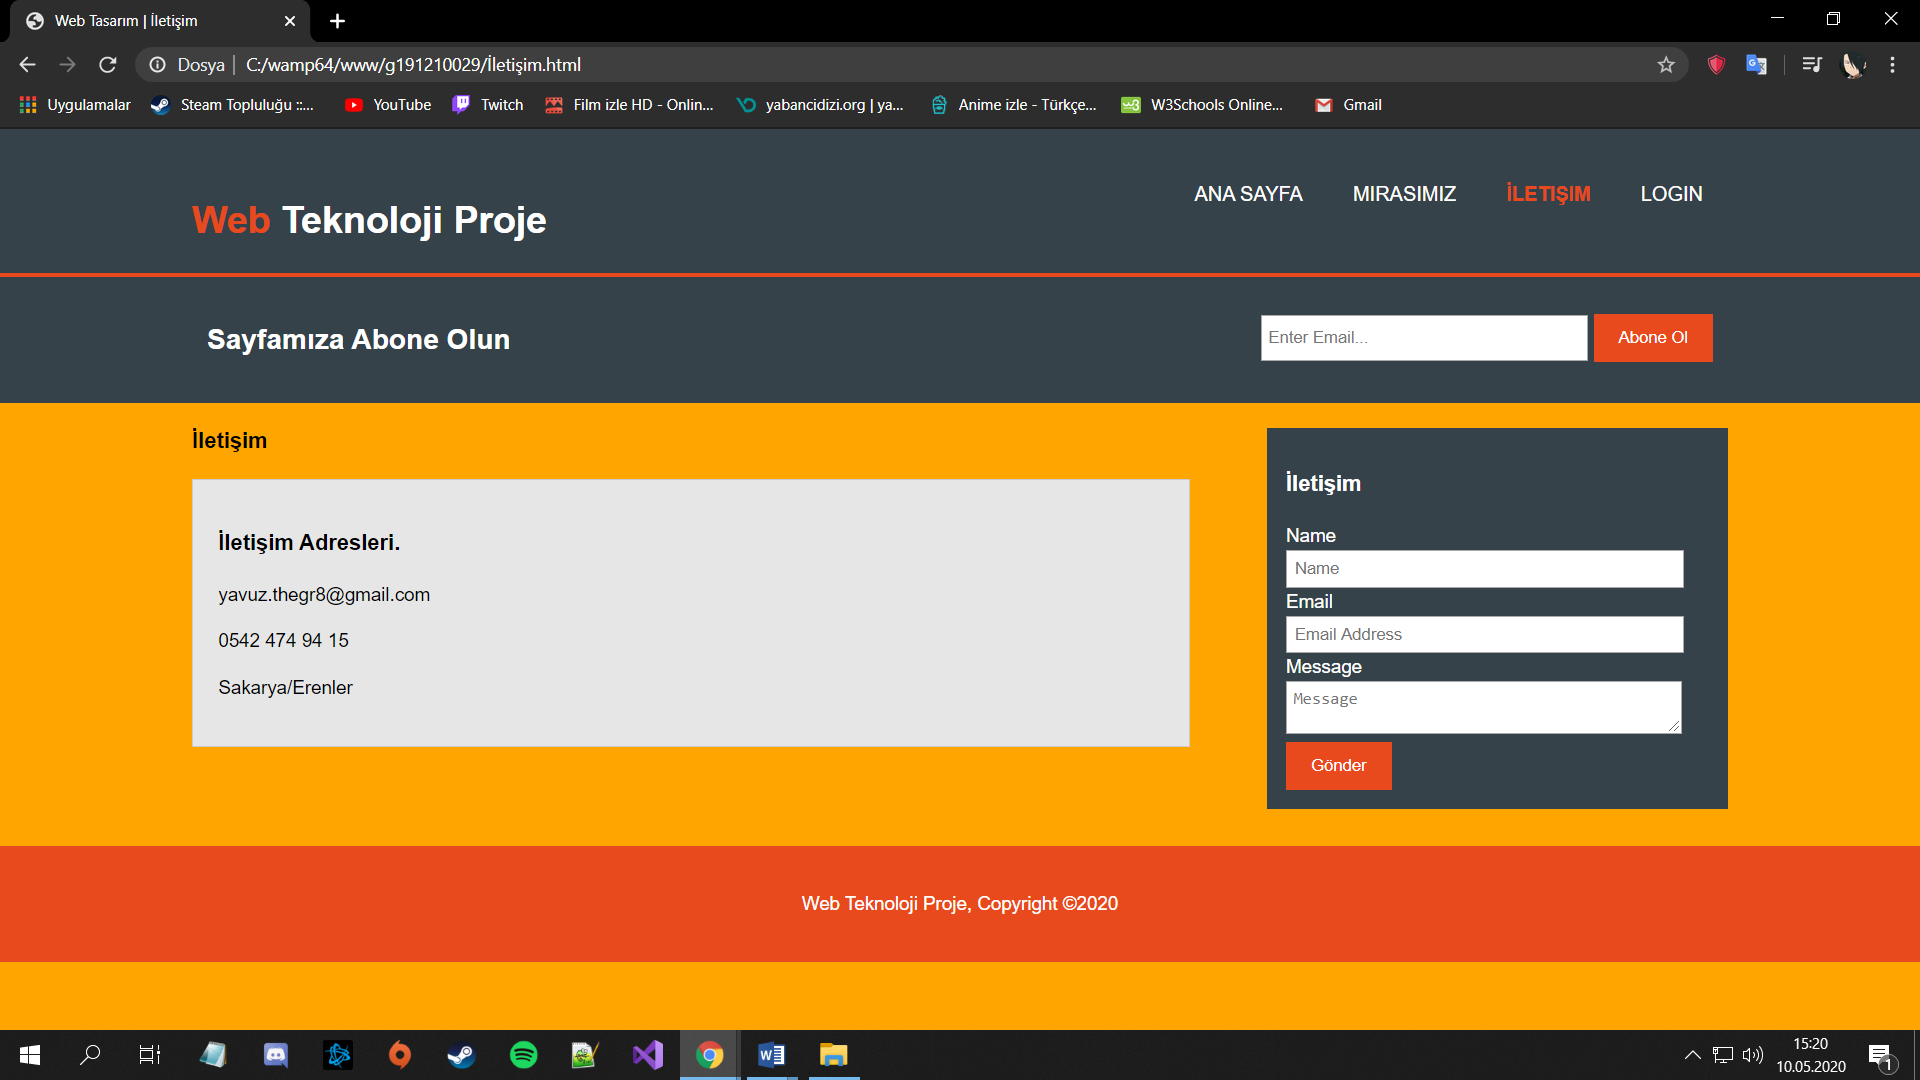 Web Tasarım | İletişim
Dosya | C:/wamp64/www/g191210029/İletişim.html
Uygulamalar Steam Topluluğu ::... YouTube Twitch Film izle HD - Onlin... yabancidizi.org | ya... Anime izle - Türkçe... W3Schools Online... Gmail
ANA SAYFA MIRASIMIZ İLETIŞIM LOGIN
Web Teknoloji Proje
Sayfamıza Abone Olun
Enter Email... Abone Ol
İletişim
İletişim Adresleri.
yavuz.thegr8@gmail.com
0542 474 94 15
Sakarya/Erenler
İletişim
Name
Name
Email
Email Address
Message
Message
Gönder
Web Teknoloji Proje, Copyright ©2020
15:20
10.05.2020
1